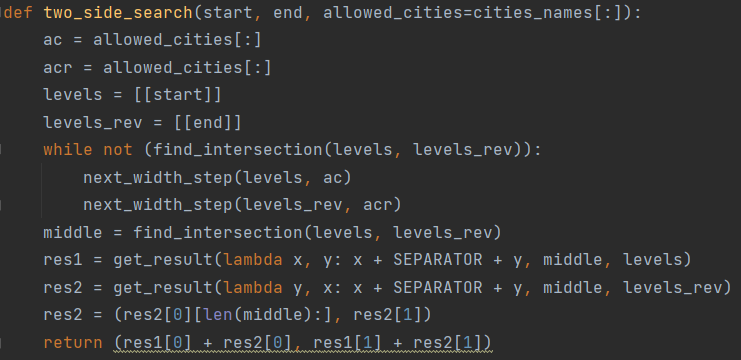 def two_side_search(start, end, allowed_cities=cities_names[:]):
    ac = allowed_cities[:]
    acr = allowed_cities[:]
    levels = [[start]]
    levels_rev = [[end]]
    while not (find_intersection(levels, levels_rev)):
        next_width_step(levels, ac)
        next_width_step(levels_rev, acr)
    middle = find_intersection(levels, levels_rev)
    res1 = get_result(lambda x, y: x + SEPARATOR + y, middle, levels)
    res2 = get_result(lambda y, x: x + SEPARATOR + y, middle, levels_rev)
    res2 = (res2[0][len(middle):], res2[1])
    return (res1[0] + res2[0], res1[1] + res2[1])